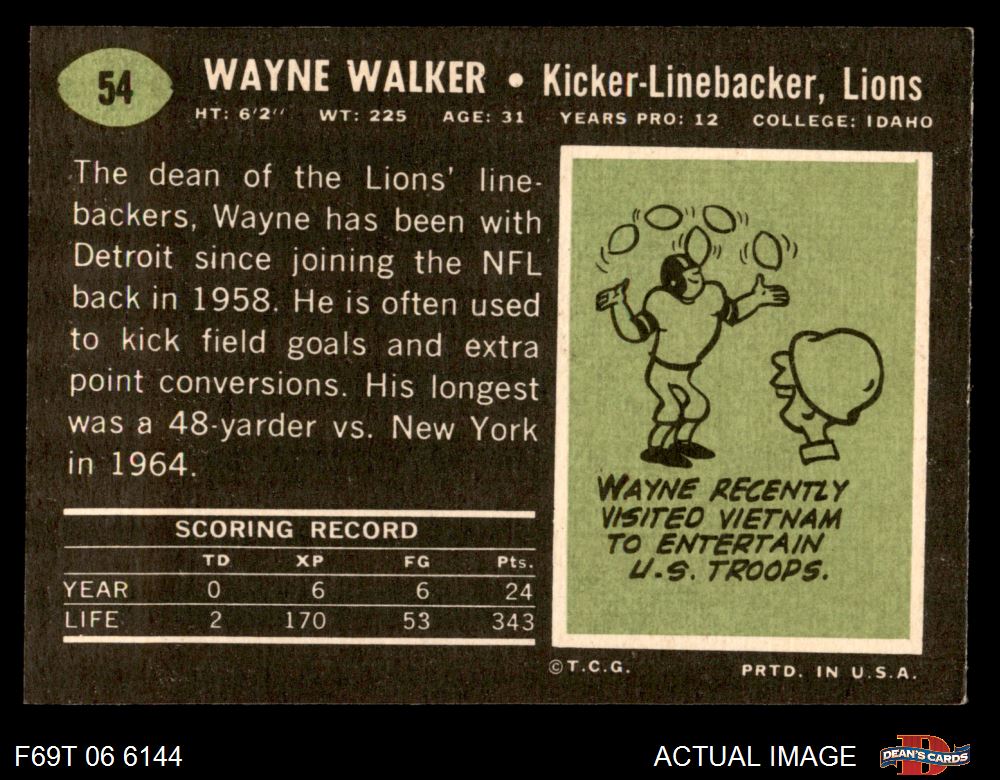 54
WAYNE WALKER • Kicker-Linebacker, Lions
HT: 6'2" WT: 225 AGE: 31 YEARS PRO: 12 COLLEGE: IDAHO
The dean of the Lions' line-
backers, Wayne has been with
Detroit since joining the NFL
back in 1958. He is often used
to kick field goals and extra
point conversions. His longest
was a 48-yarder vs. New York
in 1964.
SCORING RECORD
TD XP FG Pts.
YEAR 0 6 6 24
LIFE 2 170 53 343
WAYNE RECENTLY
VISITED VIETNAM
TO ENTERTAIN
U.S. TROOPS.
©T.C.G. PRTD. IN U.S.A.
F69T 06 6144 ACTUAL IMAGE D DEAN'S CARDS